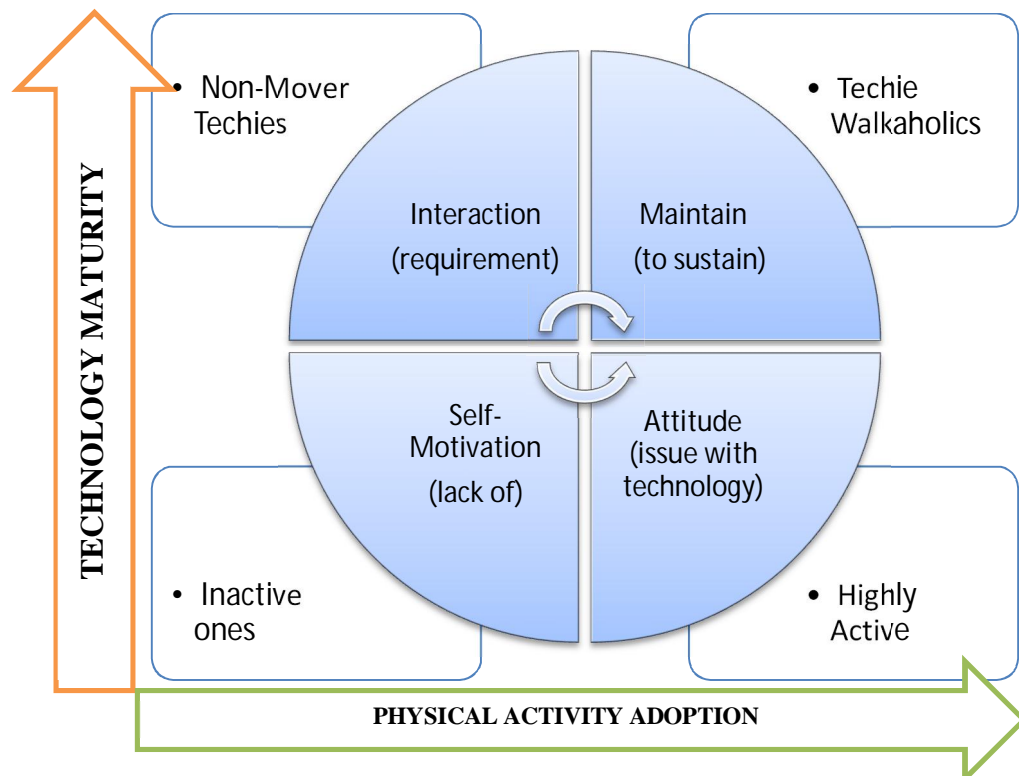 • Non-Mover
Techies
• Techie
Walkaholics
Interaction
(requirement)
Maintain
(to sustain)
TECHNOLOGY MATURITY
Self-
Motivation
(lack of)
Attitude
(issue with
technology)
• Inactive
ones
• Highly
Active
PHYSICAL ACTIVITY ADOPTION